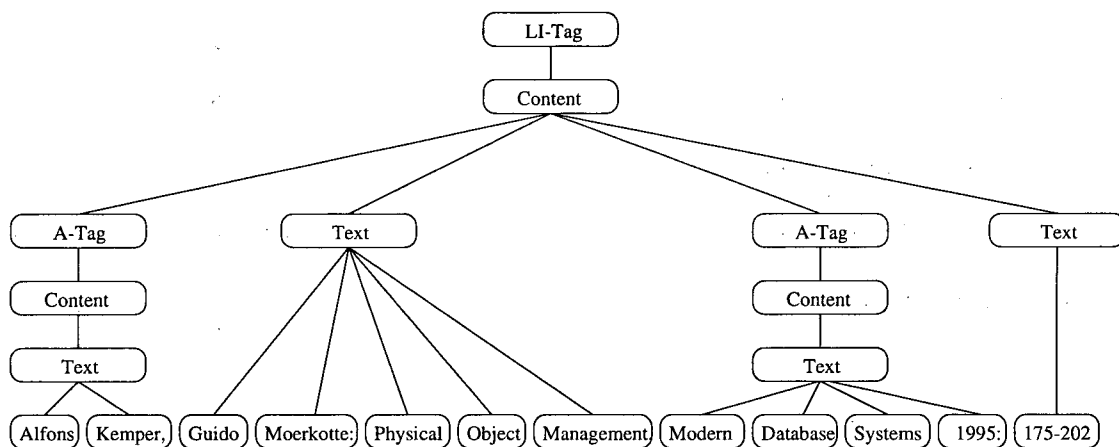 LI-Tag
Content
A-Tag Text A-Tag Text
Content Content
Text Text
Alfons Kemper, Guido Moerkotte: Physical Object Management Modern Database Systems 1995: 175-202